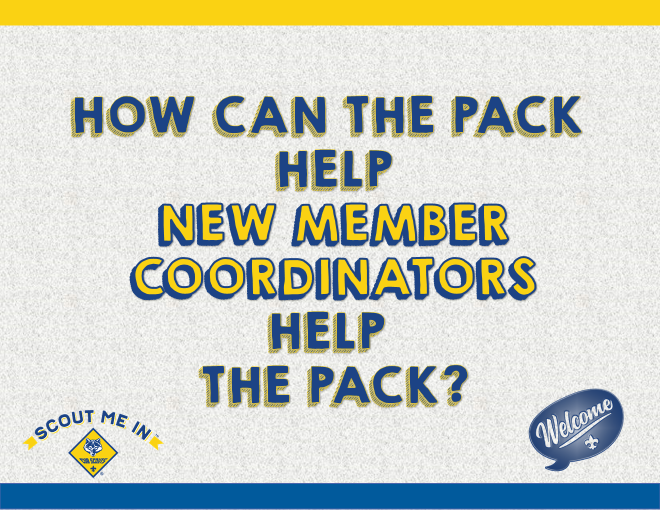 HOW CAN THE PACK
HELP
NEW MEMBER
COORDINATORS
HELP
THE PACK?
SCOUT ME IN
Welcome